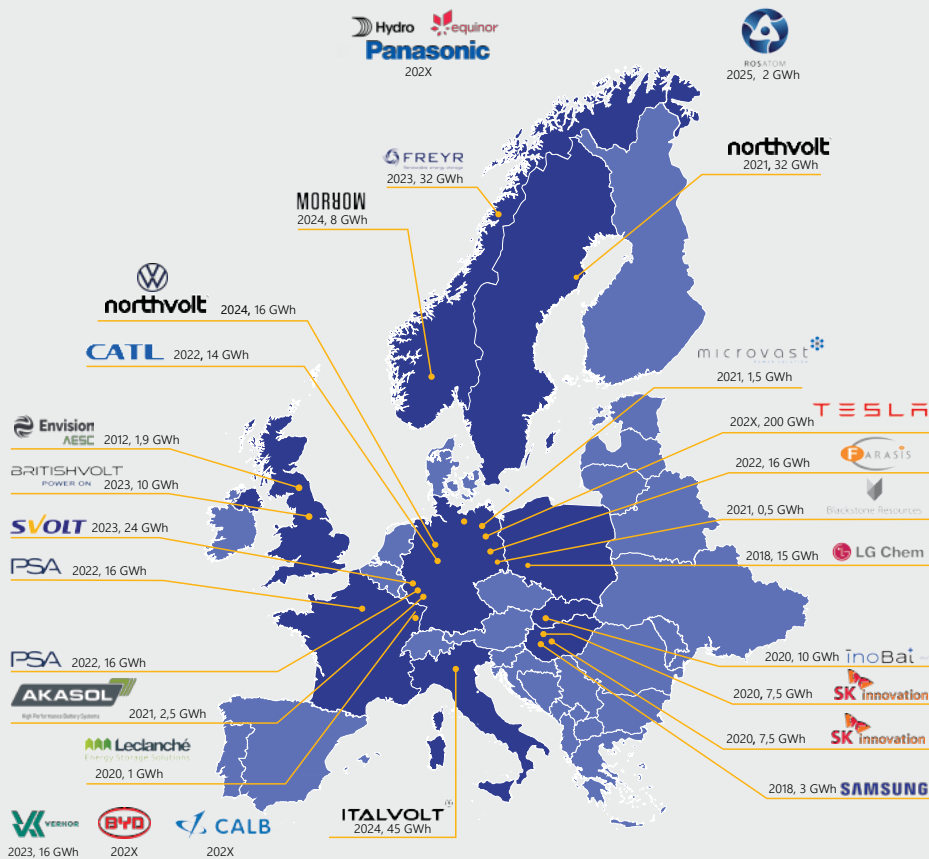 Hydro equinor
Panasonic
202X
ROSATOM
2025, 2 GWh
northvolt
2021, 32 GWh
FREYR
2023, 32 GWh
MORROW
2024, 8 GWh
northvolt 2024, 16 GWh
CATL 2022, 14 GWh
microvast
2021, 1,5 GWh
TESLA
202X, 200 GWh
Envision
AESC 2012, 1,9 GWh
FARASIS
2022, 16 GWh
BRITISHVOLT
POWER ON 2023, 10 GWh
Blackstone Resources
2021, 0,5 GWh
SVOLT 2023, 24 GWh
2018, 15 GWh LG Chem
PSA 2022, 16 GWh
PSA 2022, 16 GWh
2020, 10 GWh InoBat
AKASOL
High Performance Battery Systems
2021, 2,5 GWh
2020, 7,5 GWh SK innovation
2020, 7,5 GWh SK innovation
Leclanché
Energy Storage Solutions
2020, 1 GWh
2018, 3 GWh SAMSUNG
ITALVOLT
2024, 45 GWh
VERKOR BYD CALB
2023, 16 GWh 202X 202X